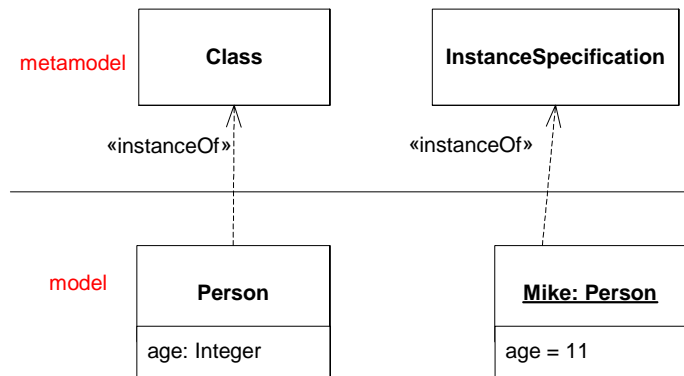 metamodel
Class
InstanceSpecification
«instanceOf»
«instanceOf»
model
Person
Mike: Person
age: Integer
age = 11